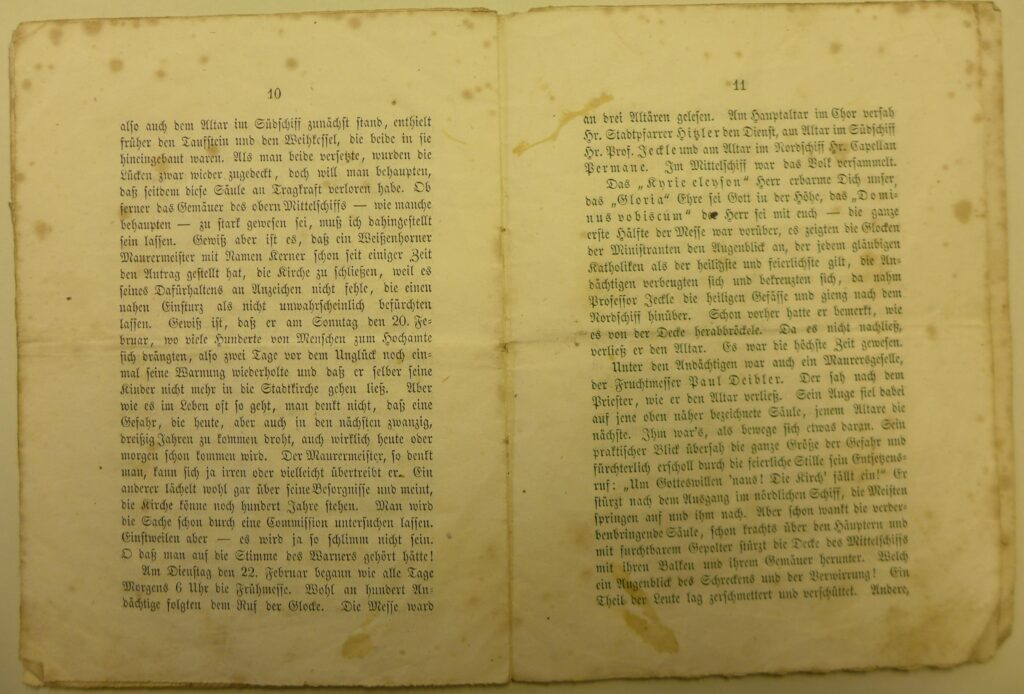 10
also auch dem Altar im Südschiff zunächst stand, enthielt
früher den Taufstein und den Weihkessel, die beide in sie
hineingebaut waren. Als man beide versetzte, wurden die
Lücken zwar wieder zugedeckt, doch will man behaupten,
daß seitdem diese Säule an Tragkraft verloren habe. Ob
ferner das Gemäuer des obern Mittelschiffs — wie manche
behaupten — zu stark gewesen sei, muß ich dahingestellt
sein lassen. Gewiß aber ist es, daß ein Weißenhorner
Maurermeister mit Namen Kerner schon seit einiger Zeit
den Antrag gestellt hat, die Kirche zu schließen, weil es
seines Dafürhaltens an Anzeichen nicht fehle, die einen
nahen Einsturz als nicht unwahrscheinlich befürchten
lassen. Gewiß ist, daß er am Sonntag den 20. Fe-
bruar, wo viele Hunderte von Menschen zum Hochamte
sich drängten, also zwei Tage vor dem Unglück noch ein-
mal seine Warnung wiederholte und daß er selber seine
Kinder nicht mehr in die Stadtkirche gehen ließ. Aber
wie es im Leben oft so geht, man denkt nicht, daß eine
Gefahr, die heute, aber auch in den nächsten zwanzig,
dreißig Jahren zu kommen droht, auch wirklich heute oder
morgen schon kommen wird. Der Maurermeister, so denkt
man, kann sich ja irren oder vielleicht übertreibt er. Ein
anderer lächelt wohl gar über seine Besorgnisse und meint,
die Kirche könne noch hundert Jahre stehen. Man wird
die Sache schon durch eine Commission untersuchen lassen.
Einstweilen aber — es wird ja so schlimm nicht sein.
O daß man auf die Stimme des Warners gehört hätte!
Am Dienstag den 22. Februar begann wie alle Tage
Morgens 6 Uhr die Frühmesse. Wohl an hundert An-
dächtige folgten dem Ruf der Glocke. Die Messe ward
11
an drei Altären gelesen. Am Hauptaltar im Chor versah
Hr. Stadtpfarrer Hitzler den Dienst, am Altar im Südschiff
Hr. Prof. Jeckle und am Altar im Nordschiff Hr. Capellan
Permane. Im Mittelschiff war das Volk versammelt.
Das „Kyrie eleyson“ Herr erbarme Dich unser,
das „Gloria“ Ehre sei Gott in der Höhe, das „Domi-
nus vobiscum“ der Herr sei mit euch — die ganze
erste Hälfte der Messe war vorüber, es zeigten die Glocken
der Ministranten den Augenblick an, der jedem gläubigen
Katholiken als der heiligste und feierlichste gilt, die An-
dächtigen verbeugten sich und bekreuzten sich, da nahm
Professor Jeckle die heiligen Gefässe und gieng nach dem
Nordschiff hinüber. Schon vorher hatte er bemerkt, wie
es von der Decke herabbröckele. Da es nicht nachließ,
verließ er den Altar. Es war die höchste Zeit gewesen.
Unter den Andächtigen war auch ein Maurersgeselle,
der Fruchtmesser Paul Deibler. Der sah nach dem
Priester, wie er den Altar verließ. Sein Auge fiel dabei
auf jene oben näher bezeichnete Säule, jenem Altare die
nächste. Ihm war's, als bewege sich etwas daran. Sein
praktischer Blick übersah die ganze Größe der Gefahr und
fürchterlich erscholl durch die feierliche Stille sein Entsetzens-
ruf: „Um Gotteswillen 'naus! Die Kirch' fällt ein!“ Er
stürzt nach dem Ausgang im nördlichen Schiff, die Meisten
springen auf und ihm nach. Aber schon wankt die verder-
benbringende Säule, schon krachts über den Häuptern und
mit furchtbarem Gepolter stürzt die Decke des Mittelschiffs
mit ihren Balken und ihrem Gemäuer herunter. Welch
ein Augenblick des Schreckens und der Verwirrung! Ein
Theil der Leute lag zerschmettert und verschüttet. Andere,